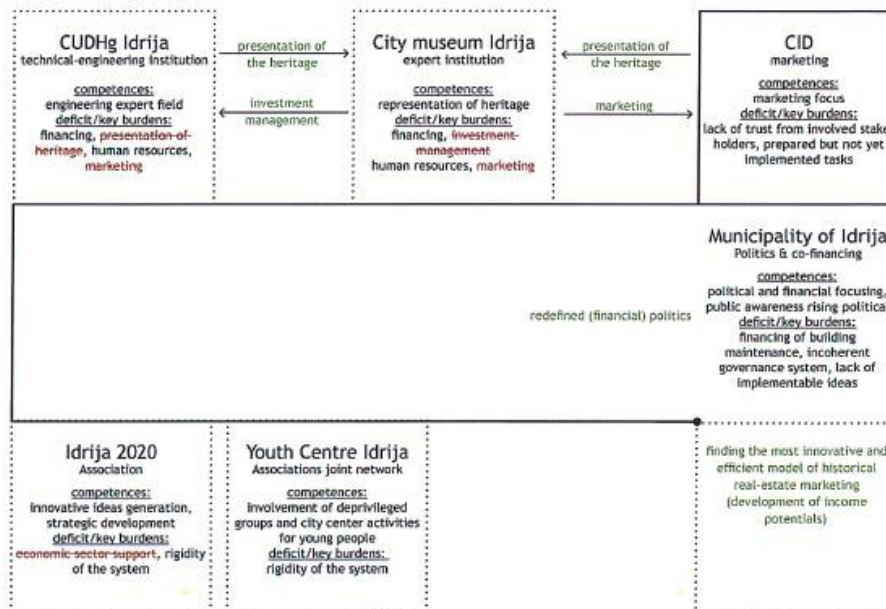 CUDHg Idrija
technical-engineering institution
competences:
engineering expert field
deficit/key burdens:
financing, presentation of
heritage, human resources,
marketing
presentation of
the heritage
investment
management
City museum Idrija
expert institution
competences:
representation of heritage
deficit/key burdens:
financing, investment
management
human resources, marketing
presentation of
the heritage
marketing
CID
marketing
competences:
marketing focus
deficit/key burdens:
lack of trust from involved stake
holders, prepared but not yet
implemented tasks
redefined (financial) politics
Municipality of Idrija
Politics & co-financing
competences:
political and financial focusing,
public awareness rising political
deficit/key burdens:
financing of building
maintenance, incoherent
governance system, lack of
implementable ideas
Idrija 2020
Association
competences:
innovative ideas generation,
strategic development
deficit/key burdens:
economic sector support, rigidity
of the system
Youth Centre Idrija
Associations joint network
competences:
involvement of deprivileged
groups and city center activities
for young people
deficit/key burdens:
rigidity of the system
finding the most innovative and
efficient model of historical
real-estate marketing
(development of income
potentials)